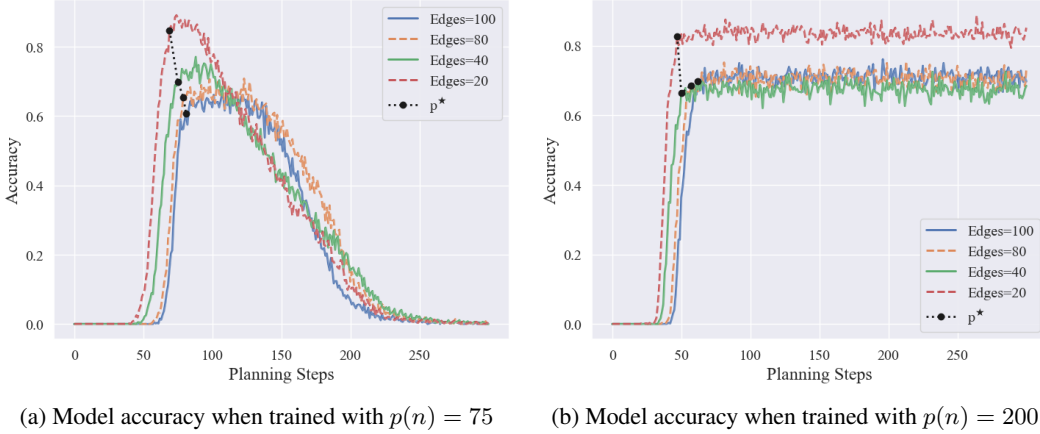 Accuracy
0.8
0.6
0.4
0.2
0.0
0
50
100
150
200
250
Planning Steps
Edges=100
Edges=80
Edges=40
Edges=20
p★
(a) Model accuracy when trained with p(n) = 75
Accuracy
0.8
0.6
0.4
0.2
0.0
0
50
100
150
200
250
Planning Steps
Edges=100
Edges=80
Edges=40
Edges=20
p★
(b) Model accuracy when trained with p(n) = 200